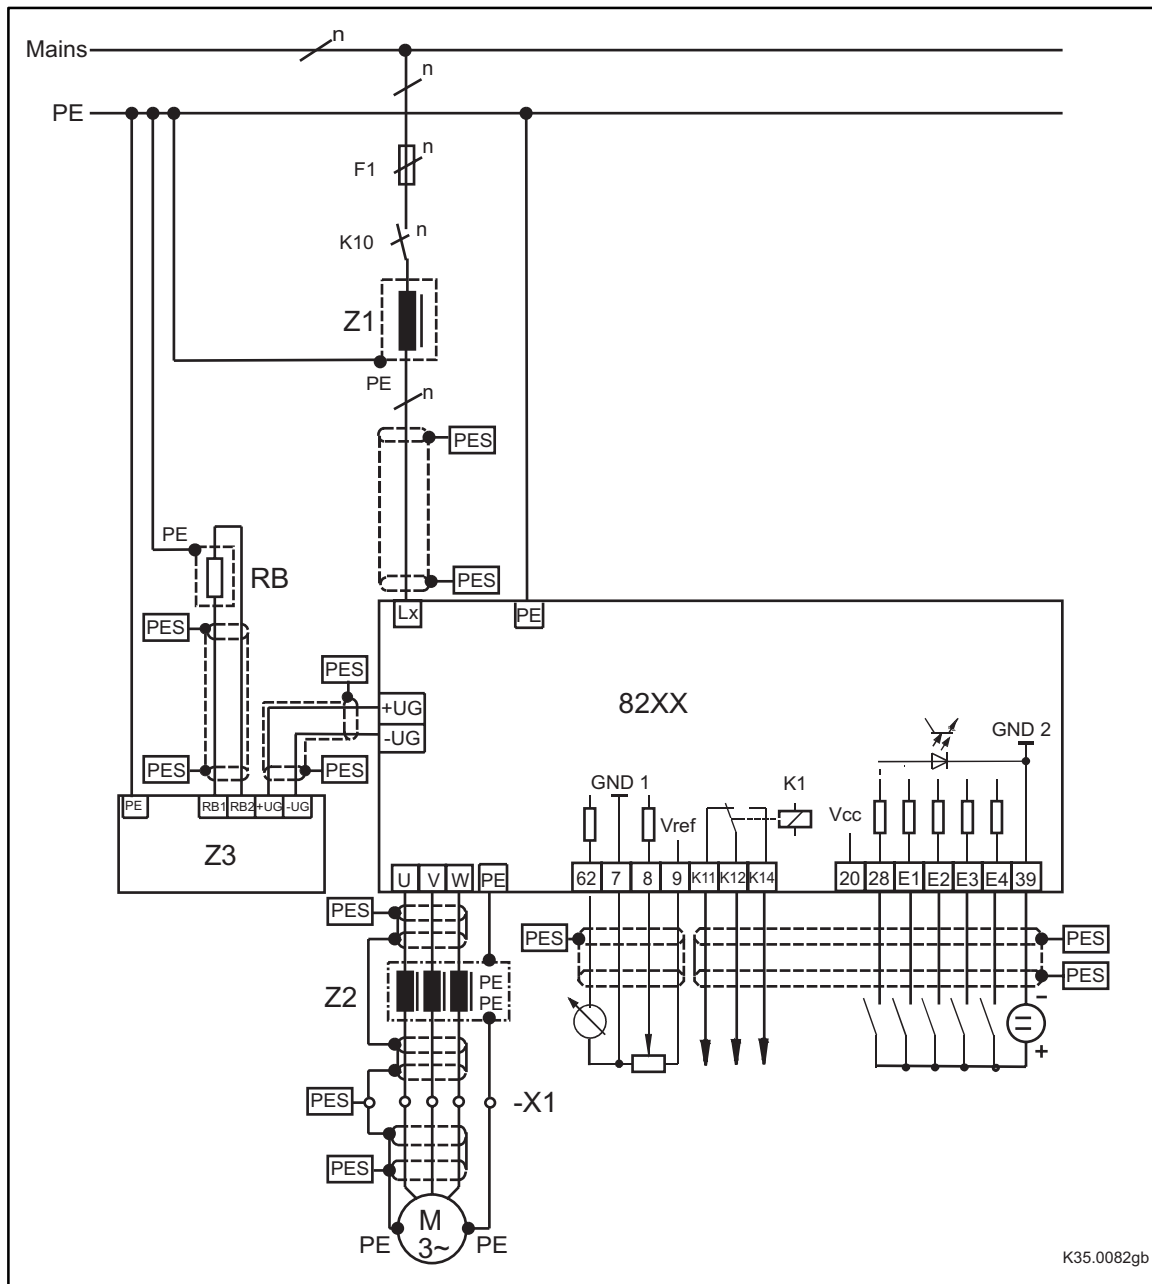 Mains
n
n
PE
F1
n
K10
n
Z1
PE
n
PES
PE
RB
PES
Lx
PE
PES
PES
+UG
82XX
-UG
GND 2
PES
PES
GND 1
K1
PE
RB1
RB2
+UG
-UG
Vref
Vcc
Z3
U
V
W
PE
62
7
8
9
K11
K12
K14
20
28
E1
E2
E3
E4
39
PES
PES
PES
PES
PE
Z2
PE
-
+
PES
-X1
PES
M
3~
PE
PE
K35.0082gb